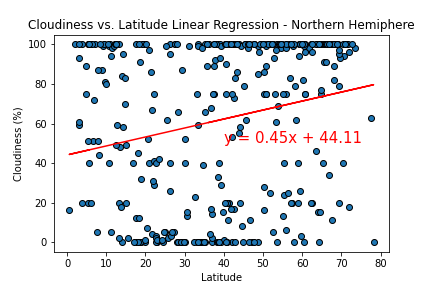 Cloudiness vs. Latitude Linear Regression - Northern Hemiphere
100
80
60
40
20
0
Cloudiness (%)
y = 0.45x + 44.11
0 10 20 30 40 50 60 70 80
Latitude